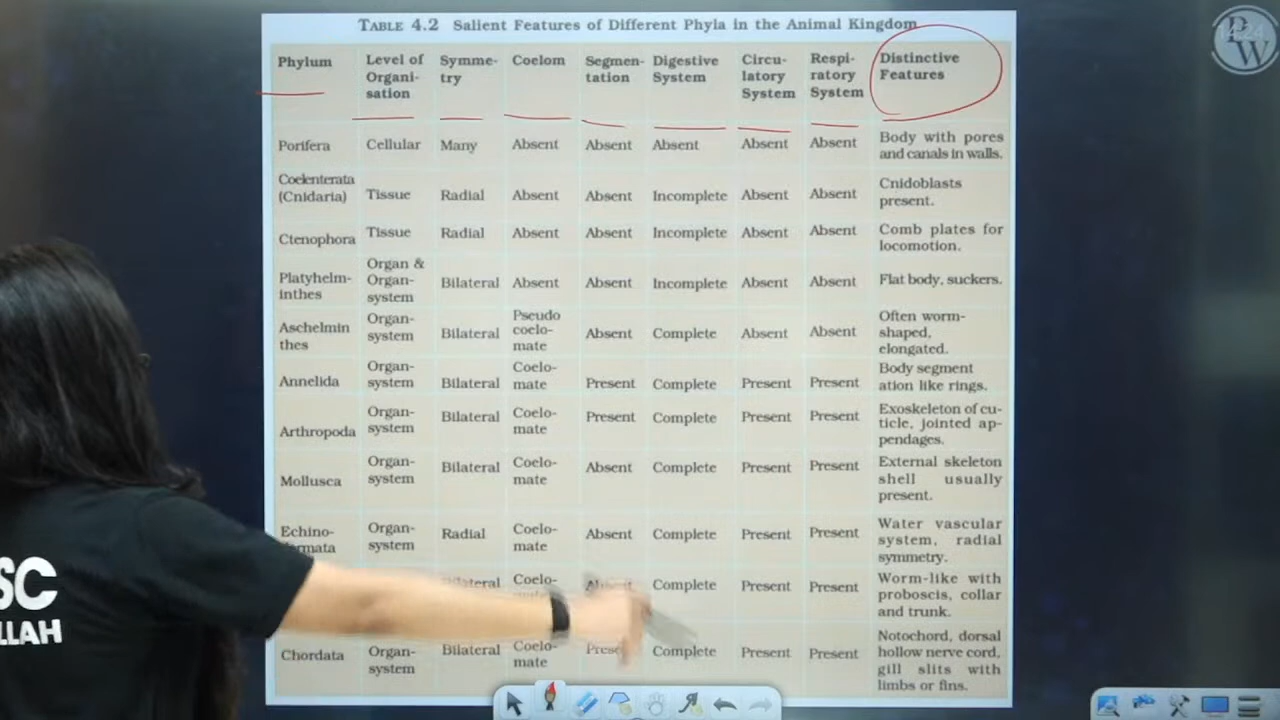 TABLE 4.2 Salient Features of Different Phyla in the Animal Kingdom
Phylum
Level of
Organi-
sation
Symme-
try
Coelom
Segmen-
tation
Digestive
System
Circu-
latory
System
Respi-
ratory
System
Distinctive
Features
Porifera
Cellular
Many
Absent
Absent
Absent
Absent
Absent
Body with pores
and canals in walls.
Coelenterata
(Cnidaria)
Tissue
Radial
Absent
Absent
Incomplete
Absent
Absent
Cnidoblasts
present.
Ctenophora
Tissue
Radial
Absent
Absent
Incomplete
Absent
Absent
Comb plates for
locomotion.
Platyhelm-
inthes
Organ &
Organ-
system
Bilateral
Absent
Absent
Incomplete
Absent
Absent
Flat body, suckers.
Aschelmin
thes
Organ-
system
Bilateral
Pseudo
coelo-
mate
Absent
Complete
Absent
Absent
Often worm-
shaped,
elongated.
Annelida
Organ-
system
Bilateral
Coelo-
mate
Present
Complete
Present
Present
Body segment
ation like rings.
Arthropoda
Organ-
system
Bilateral
Coelo-
mate
Present
Complete
Present
Present
Exoskeleton of cu-
ticle, jointed ap-
pendages.
Mollusca
Organ-
system
Bilateral
Coelo-
mate
Absent
Complete
Present
Present
External skeleton
shell usually
present.
Echino-
Organ-
system
Radial
Coelo-
mate
Absent
Complete
Present
Present
Water vascular
system, radial
symmetry.
Coelo-
Absent
Complete
Present
Present
Worm-like with
proboscis, collar
and trunk.
Chordata
Organ-
system
Bilateral
Coelo-
mate
Complete
Present
Present
Notochord, dorsal
hollow nerve cord,
gill slits with
limbs or fins.
SC
LLAH
PW